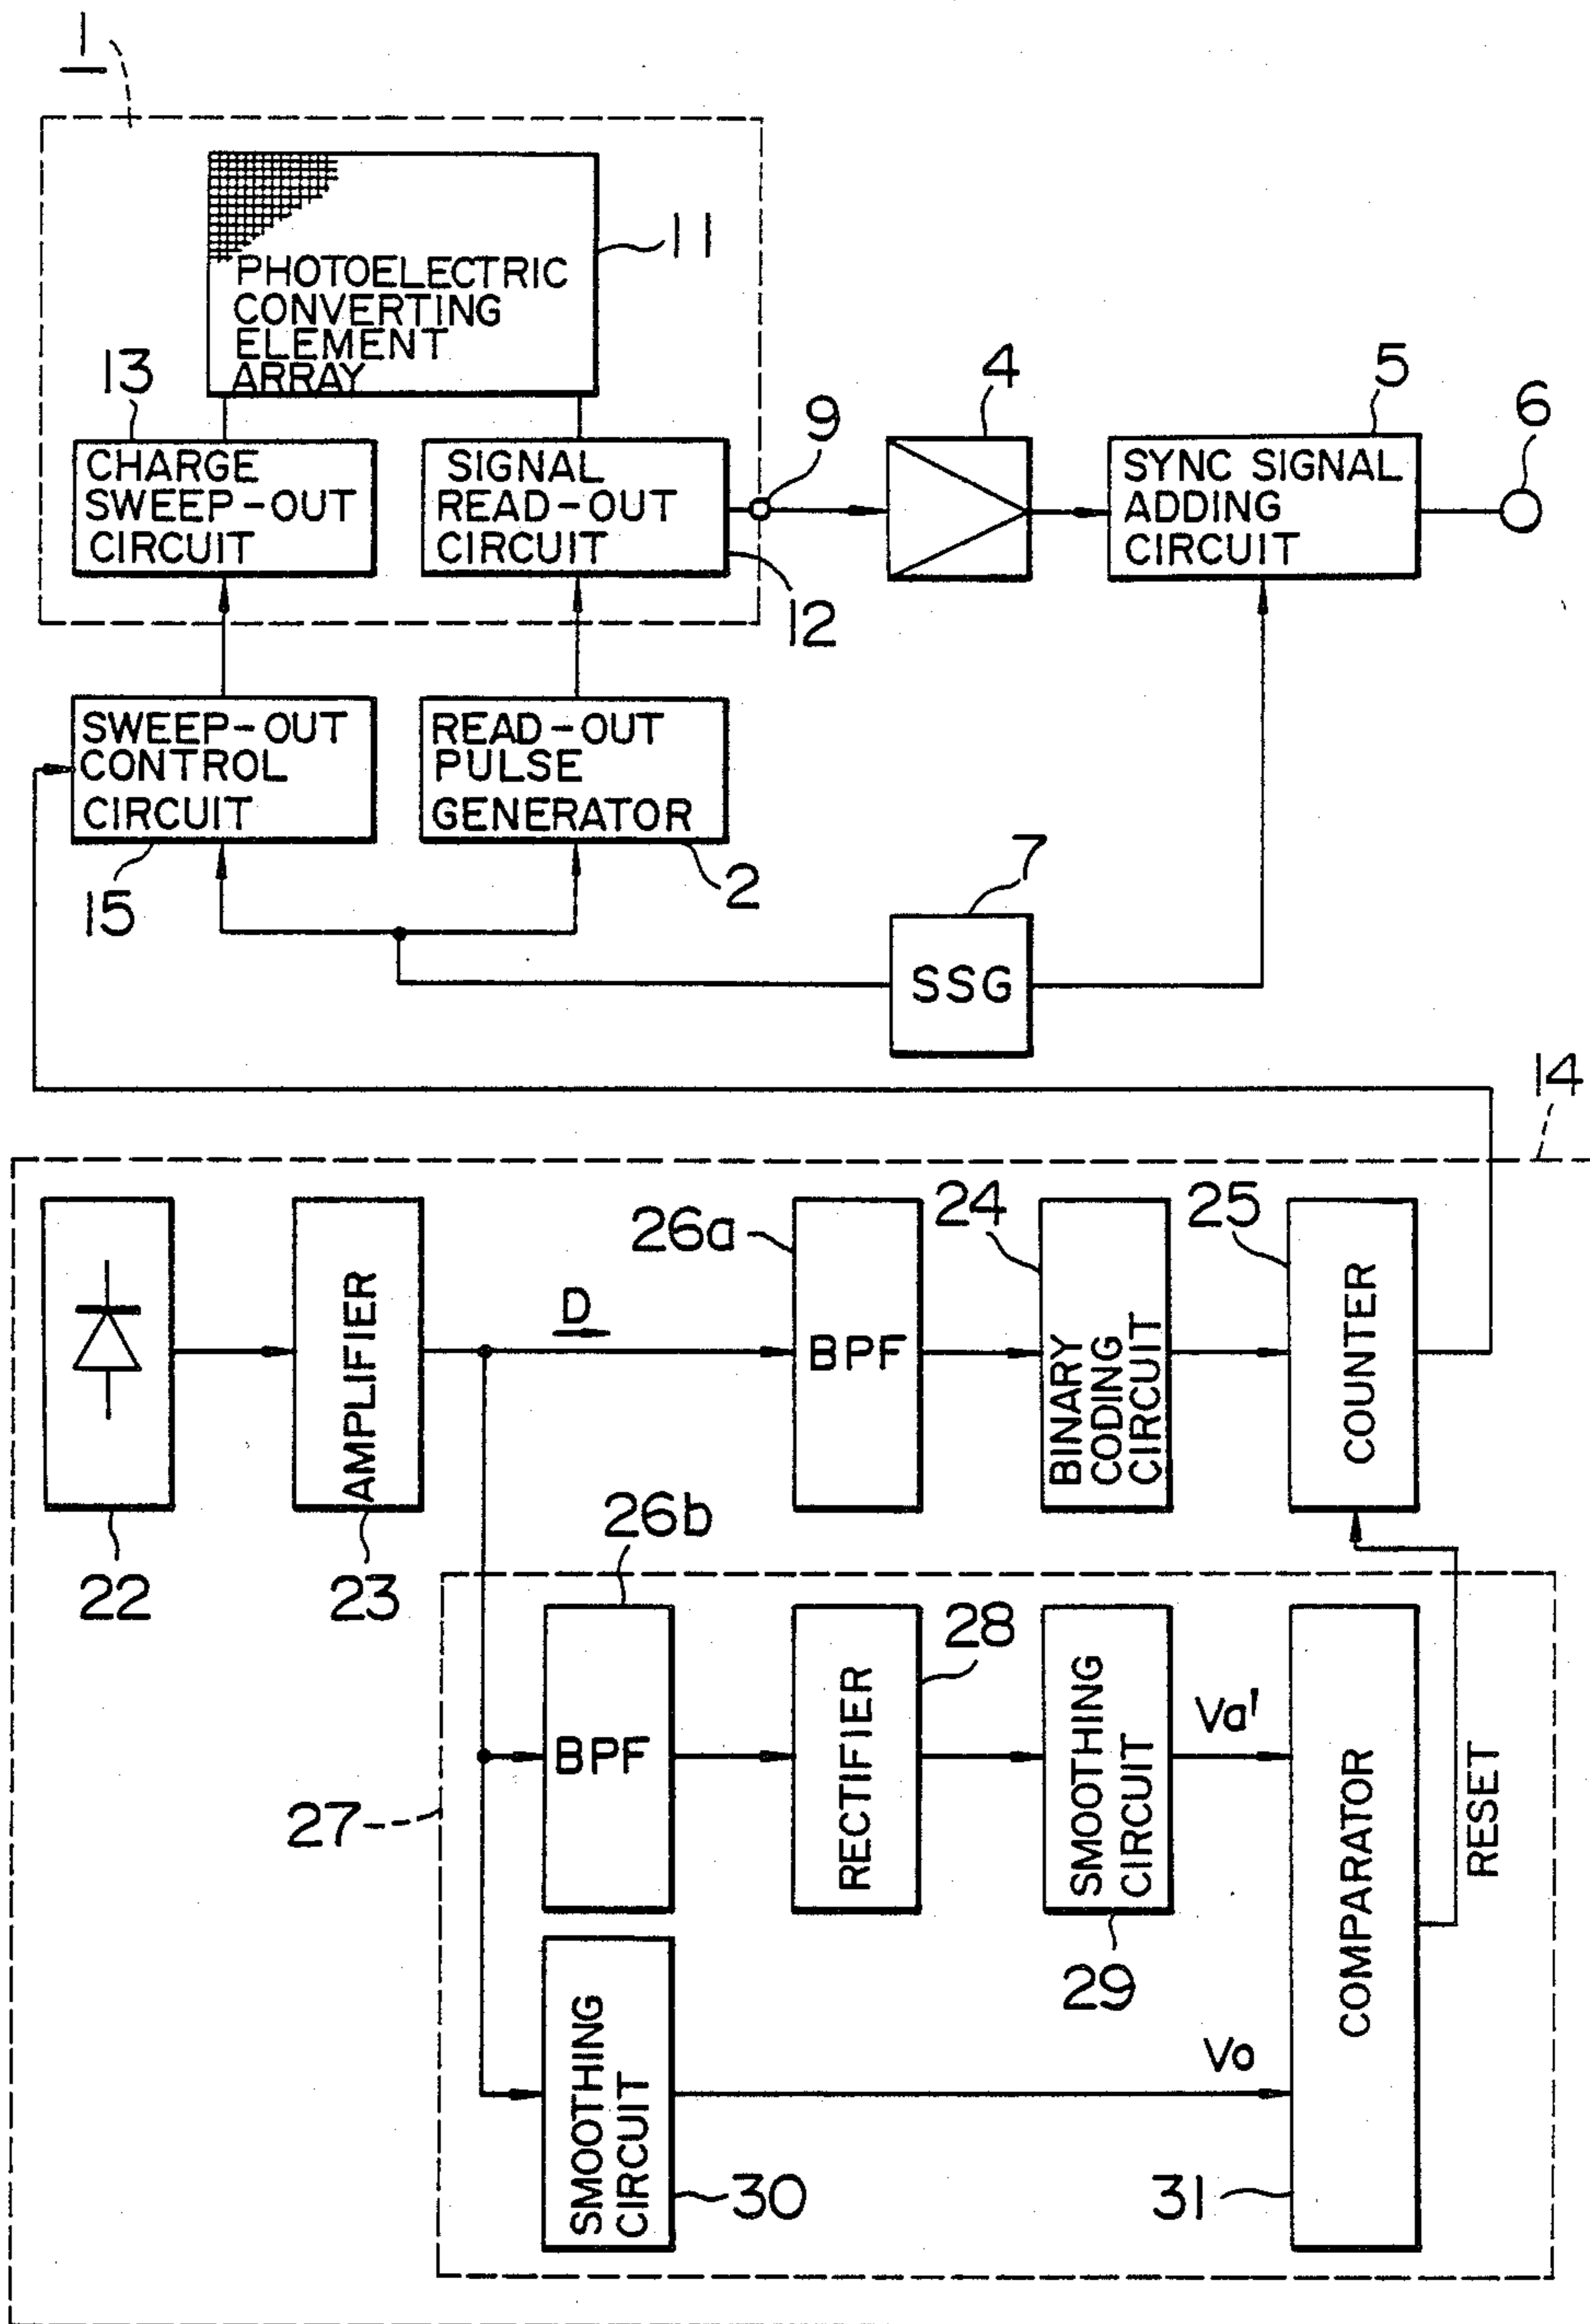 1
PHOTOELECTRIC
CONVERTING
ELEMENT
ARRAY
11
13
CHARGE
SWEEP-OUT
CIRCUIT
SIGNAL
READ-OUT
CIRCUIT
9
12
4
5
SYNC SIGNAL
ADDING
CIRCUIT
6
SWEEP-OUT
CONTROL
CIRCUIT
15
READ-OUT
PULSE
GENERATOR
2
7
SSG
14
22
AMPLIFIER
23
D
26a
BPF
24
BINARY
CODING
CIRCUIT
25
COUNTER
26b
BPF
27
RECTIFIER
28
SMOOTHING
CIRCUIT
29
Va'
COMPARATOR
RESET
SMOOTHING
CIRCUIT
30
Vo
31